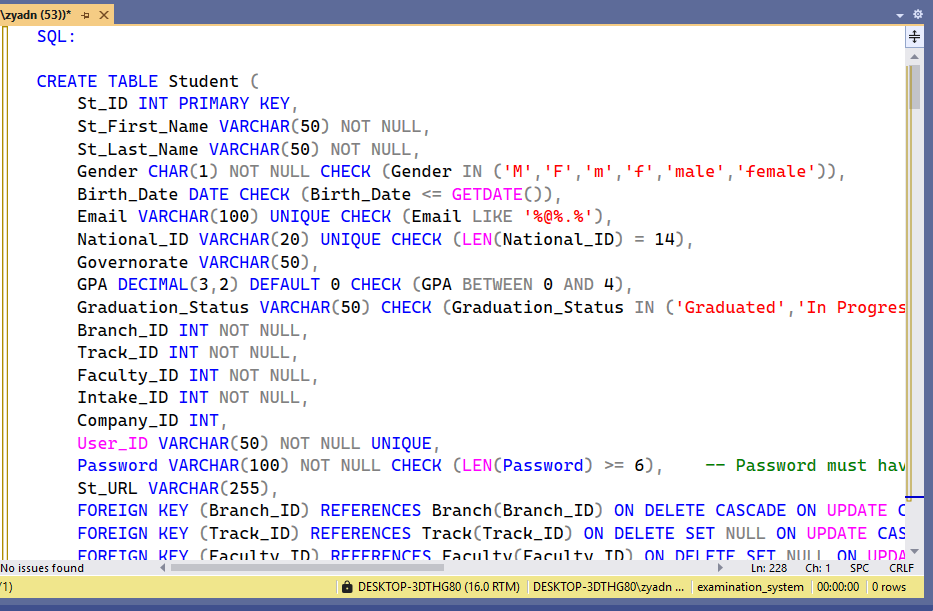 \zyadn (53))*
SQL:
CREATE TABLE Student (
St_ID INT PRIMARY KEY,
St_First_Name VARCHAR(50) NOT NULL,
St_Last_Name VARCHAR(50) NOT NULL,
Gender CHAR(1) NOT NULL CHECK (Gender IN ('M','F','m','f','male','female')),
Birth_Date DATE CHECK (Birth_Date <= GETDATE()),
Email VARCHAR(100) UNIQUE CHECK (Email LIKE '%@%.%'),
National_ID VARCHAR(20) UNIQUE CHECK (LEN(National_ID) = 14),
Governorate VARCHAR(50),
GPA DECIMAL(3,2) DEFAULT 0 CHECK (GPA BETWEEN 0 AND 4),
Graduation_Status VARCHAR(50) CHECK (Graduation_Status IN ('Graduated','In Progres
Branch_ID INT NOT NULL,
Track_ID INT NOT NULL,
Faculty_ID INT NOT NULL,
Intake_ID INT NOT NULL,
Company_ID INT,
User_ID VARCHAR(50) NOT NULL UNIQUE,
Password VARCHAR(100) NOT NULL CHECK (LEN(Password) >= 6), -- Password must hav
St_URL VARCHAR(255),
FOREIGN KEY (Branch_ID) REFERENCES Branch(Branch_ID) ON DELETE CASCADE ON UPDATE C
FOREIGN KEY (Track_ID) REFERENCES Track(Track_ID) ON DELETE SET NULL ON UPDATE CAS
FOREIGN KEY (Faculty_ID) REFERENCES Faculty(Faculty_ID) ON DELETE SET NULL ON UPDA
No issues found Ln: 228 Ch: 1 SPC CRLF
/1) DESKTOP-3DTHG80 (16.0 RTM) DESKTOP-3DTHG80\zyadn ... examination_system 00:00:00 0 rows